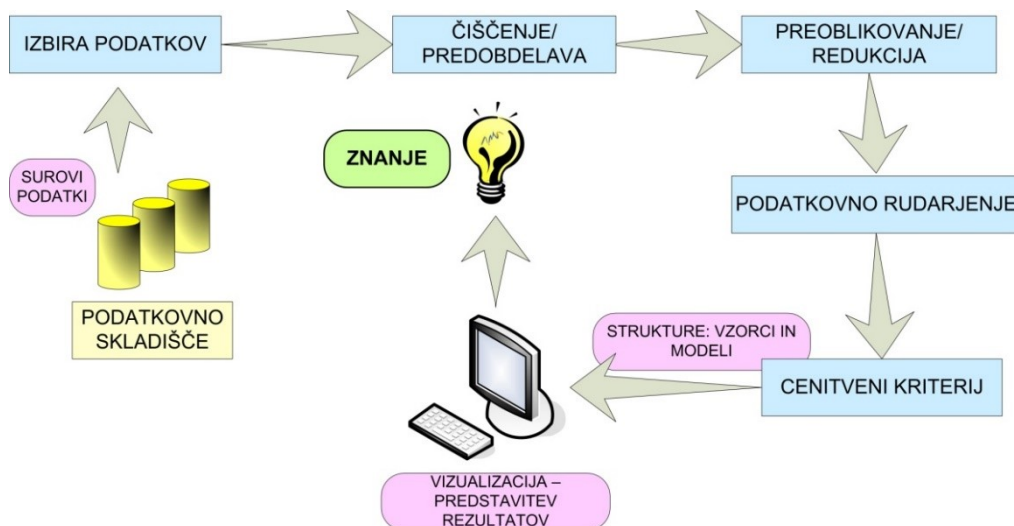 IZBIRA PODATKOV
ČIŠČENJE/
PREDOBDELAVA
PREOBLIKOVANJE/
REDUKCIJA
SUROVI
PODATKI
ZNANJE
PODATKOVNO RUDARJENJE
PODATKOVNO
SKLADIŠČE
STRUKTURE: VZORCI IN
MODELI
CENITVENI KRITERIJ
VIZUALIZACIJA –
PREDSTAVITEV
REZULTATOV